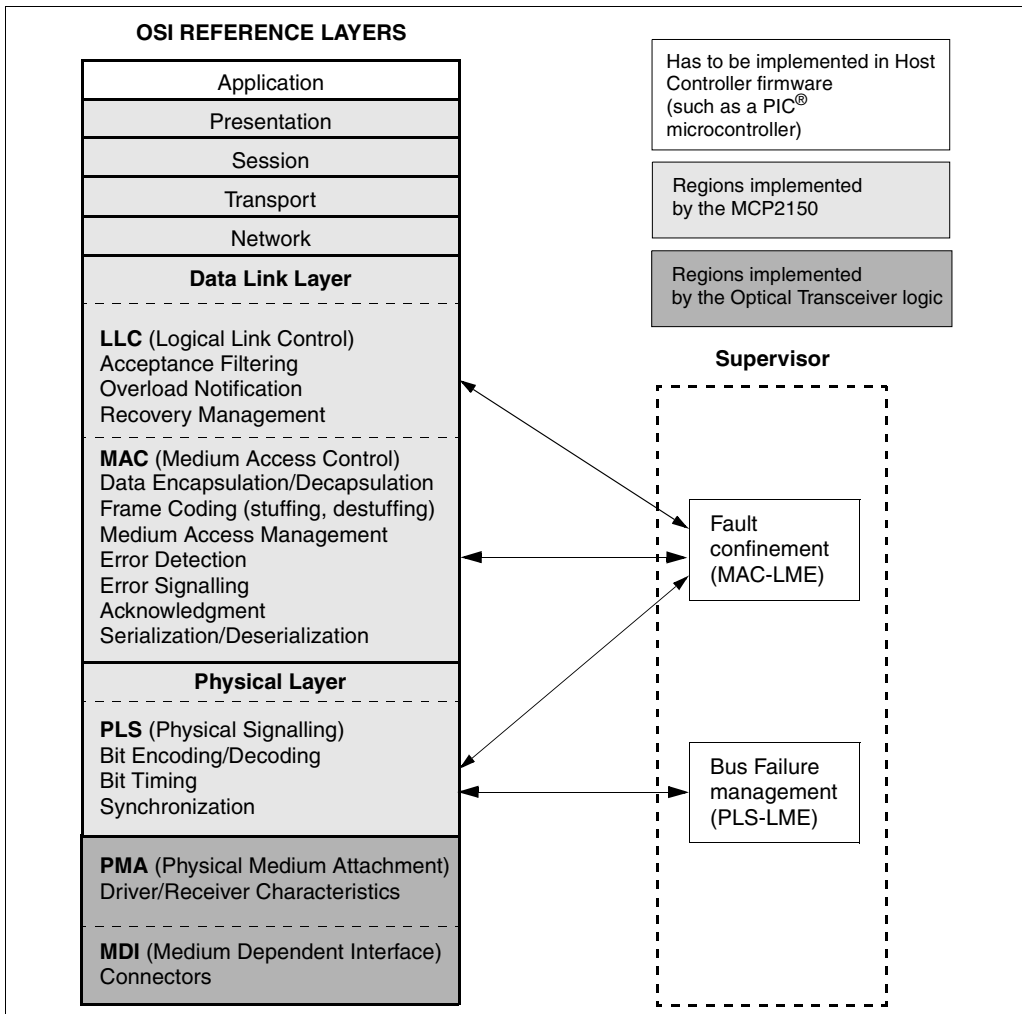 OSI REFERENCE LAYERS
Application
Presentation
Session
Transport
Network
Data Link Layer
LLC (Logical Link Control)
Acceptance Filtering
Overload Notification
Recovery Management
MAC (Medium Access Control)
Data Encapsulation/Decapsulation
Frame Coding (stuffing, destuffing)
Medium Access Management
Error Detection
Error Signalling
Acknowledgment
Serialization/Deserialization
Physical Layer
PLS (Physical Signalling)
Bit Encoding/Decoding
Bit Timing
Synchronization
PMA (Physical Medium Attachment)
Driver/Receiver Characteristics
MDI (Medium Dependent Interface)
Connectors
Has to be implemented in Host
Controller firmware
(such as a PIC®
microcontroller)
Regions implemented
by the MCP2150
Regions implemented
by the Optical Transceiver logic
Supervisor
Fault
confinement
(MAC-LME)
Bus Failure
management
(PLS-LME)